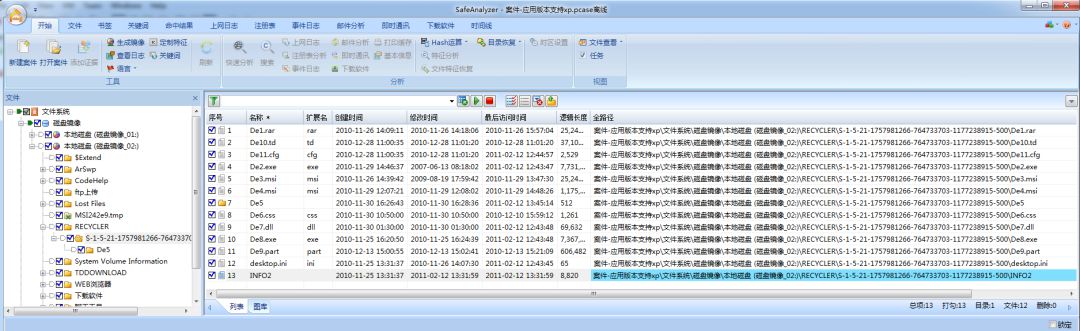 SafeAnalyzer - 案件-应用版本支持xp.pcase离线
开始 文件 书签 关键词 命中结果 上网日志 注册表 事件日志 邮件分析 即时通讯 下载软件 时间线
新建案件 打开案件 添加证据 生成镜像 定制特征 刷新 快速分析 搜索 上网日志 邮件分析 打印缓存 Hash运算 目录恢复 时区设置 文件查看
查看日志 关键词 注册表分析 即时通讯 基本信息 特征分析 任务
语言 事件日志 下载软件 文件特征恢复
工具 分析 视图
文件
文件系统
磁盘镜像
本地磁盘 (磁盘镜像_01:)
本地磁盘 (磁盘镜像_02:)
$Extend
ArSwp
CodeHelp
ftp上传
Lost Files
MSI242e9.tmp
RECYCLER
S-1-5-21-1757981266-76473370
De5
System Volume Information
TDDOWNLOAD
WEB浏览器
下载软件
序号 名称 扩展名 创建时间 修改时间 最后访问时间 逻辑长度 全路径
1 De1.rar rar 2010-11-26 14:09:11 2010-11-26 14:18:06 2010-11-26 15:57:04 25,24... 案件-应用版本支持xp\文件系统\磁盘镜像\本地磁盘 (磁盘镜像_02:)\RECYCLER\S-1-5-21-1757981266-764733703-1177238915-500\De1.rar
2 De10.td td 2010-12-28 11:00:35 2010-12-28 11:01:20 2010-12-28 11:01:20 37,10... 案件-应用版本支持xp\文件系统\磁盘镜像\本地磁盘 (磁盘镜像_02:)\RECYCLER\S-1-5-21-1757981266-764733703-1177238915-500\De10.td
3 De11.cfg cfg 2010-12-28 11:00:35 2010-12-28 11:01:20 2011-02-12 12:44:57 2,529 案件-应用版本支持xp\文件系统\磁盘镜像\本地磁盘 (磁盘镜像_02:)\RECYCLER\S-1-5-21-1757981266-764733703-1177238915-500\De11.cfg
4 De2.exe exe 2010-11-29 14:46:37 2007-06-13 08:18:02 2011-02-12 12:43:47 7,731,... 案件-应用版本支持xp\文件系统\磁盘镜像\本地磁盘 (磁盘镜像_02:)\RECYCLER\S-1-5-21-1757981266-764733703-1177238915-500\De2.exe
5 De3.msi msi 2010-11-26 14:39:42 2009-08-19 17:59:42 2010-11-29 13:47:30 25,24... 案件-应用版本支持xp\文件系统\磁盘镜像\本地磁盘 (磁盘镜像_02:)\RECYCLER\S-1-5-21-1757981266-764733703-1177238915-500\De3.msi
6 De4.msi msi 2010-11-29 12:07:21 2010-11-29 12:08:02 2010-11-29 14:48:26 1,175,... 案件-应用版本支持xp\文件系统\磁盘镜像\本地磁盘 (磁盘镜像_02:)\RECYCLER\S-1-5-21-1757981266-764733703-1177238915-500\De4.msi
7 De5 2010-11-30 16:26:43 2010-11-30 16:28:36 2011-02-12 13:45:14 512 案件-应用版本支持xp\文件系统\磁盘镜像\本地磁盘 (磁盘镜像_02:)\RECYCLER\S-1-5-21-1757981266-764733703-1177238915-500\De5
8 De6.css css 2010-11-30 10:50:00 2010-11-30 10:50:00 2010-12-10 15:59:12 1,261 案件-应用版本支持xp\文件系统\磁盘镜像\本地磁盘 (磁盘镜像_02:)\RECYCLER\S-1-5-21-1757981266-764733703-1177238915-500\De6.css
9 De7.dll dll 2010-11-30 01:30:00 2010-11-30 01:30:00 2011-02-12 12:43:48 69,632 案件-应用版本支持xp\文件系统\磁盘镜像\本地磁盘 (磁盘镜像_02:)\RECYCLER\S-1-5-21-1757981266-764733703-1177238915-500\De7.dll
10 De8.exe exe 2010-11-25 16:20:50 2010-11-25 16:24:39 2011-02-12 12:43:48 7,367,... 案件-应用版本支持xp\文件系统\磁盘镜像\本地磁盘 (磁盘镜像_02:)\RECYCLER\S-1-5-21-1757981266-764733703-1177238915-500\De8.exe
11 De9.part part 2010-12-13 15:00:55 2010-12-13 15:02:41 2010-12-13 15:21:09 606,482 案件-应用版本支持xp\文件系统\磁盘镜像\本地磁盘 (磁盘镜像_02:)\RECYCLER\S-1-5-21-1757981266-764733703-1177238915-500\De9.part
12 desktop.ini ini 2010-11-25 13:31:37 2010-11-26 14:07:30 2011-02-12 12:43:45 65 案件-应用版本支持xp\文件系统\磁盘镜像\本地磁盘 (磁盘镜像_02:)\RECYCLER\S-1-5-21-1757981266-764733703-1177238915-500\desktop.ini
13 INFO2 2010-11-25 13:31:37 2011-02-12 13:31:59 2011-02-12 13:31:59 8,820 案件-应用版本支持xp\文件系统\磁盘镜像\本地磁盘 (磁盘镜像_02:)\RECYCLER\S-1-5-21-1757981266-764733703-1177238915-500\INFO2
列表 图库 总项:13 打勾:13 目录:1 文件:12 删除:0
锁定